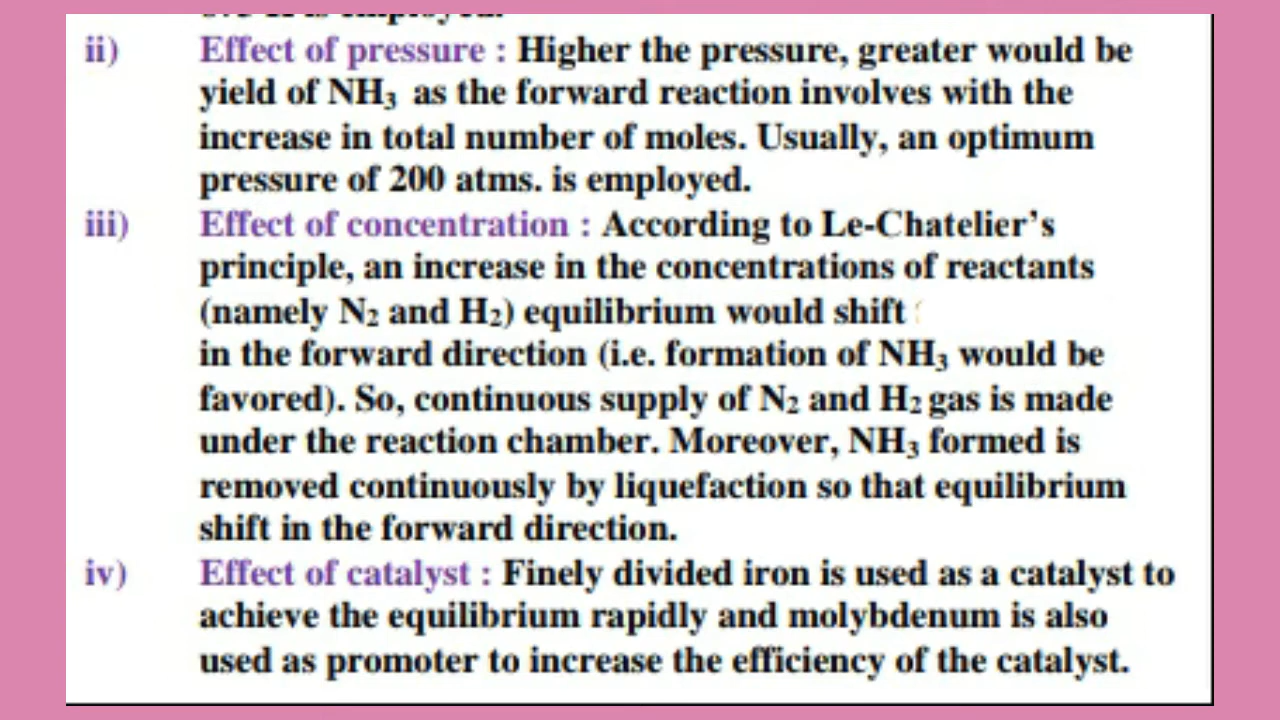 ii) Effect of pressure : Higher the pressure, greater would be
yield of NH₃ as the forward reaction involves with the
increase in total number of moles. Usually, an optimum
pressure of 200 atms. is employed.
iii) Effect of concentration : According to Le-Chatelier’s
principle, an increase in the concentrations of reactants
(namely N₂ and H₂) equilibrium would shift
in the forward direction (i.e. formation of NH₃ would be
favored). So, continuous supply of N₂ and H₂ gas is made
under the reaction chamber. Moreover, NH₃ formed is
removed continuously by liquefaction so that equilibrium
shift in the forward direction.
iv) Effect of catalyst : Finely divided iron is used as a catalyst to
achieve the equilibrium rapidly and molybdenum is also
used as promoter to increase the efficiency of the catalyst.